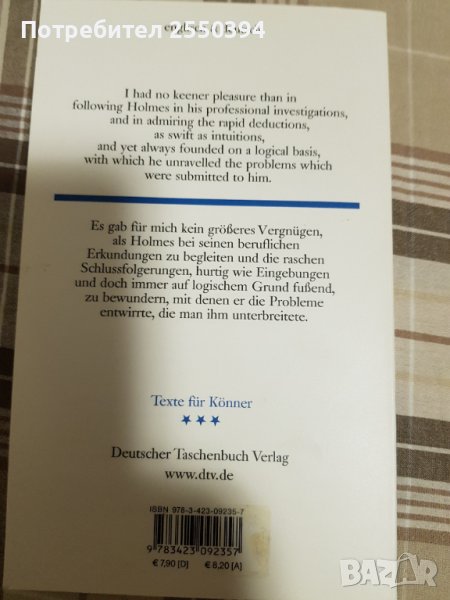 Потребител 2550394
I had no keener pleasure than in
following Holmes in his professional investigations,
and in admiring the rapid deductions,
as swift as intuitions,
and yet always founded on a logical basis,
with which he unravelled the problems which
were submitted to him.
Es gab für mich kein größeres Vergnügen,
als Holmes bei seinen beruflichen
Erkundungen zu begleiten und die raschen
Schlussfolgerungen, hurtig wie Eingebungen
und doch immer auf logischem Grund fußend,
zu bewundern, mit denen er die Probleme
entwirrte, die man ihm unterbreitete.
Texte für Könner
★★★
Deutscher Taschenbuch Verlag
www.dtv.de
ISBN 978-3-423-09235-7
9 783423 092357
€ 7,90 [D] € 8,20 [A]
BAZAR